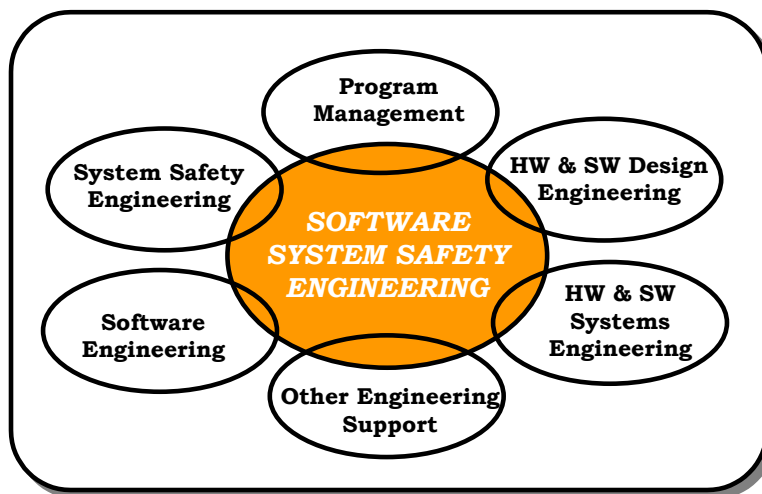 Program
Management
System Safety
Engineering
HW & SW Design
Engineering
SOFTWARE
SYSTEM SAFETY
ENGINEERING
Software
Engineering
HW & SW
Systems
Engineering
Other Engineering
Support